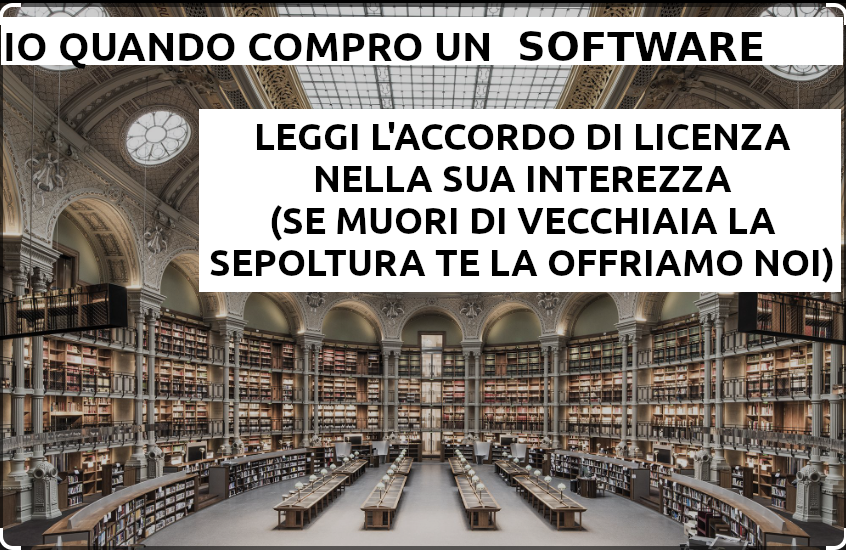 IO QUANDO COMPRO UN SOFTWARE
LEGGI L'ACCORDO DI LICENZA
NELLA SUA INTEREZZA
(SE MUORI DI VECCHIAIA LA
SEPOLTURA TE LA OFFRIAMO NOI)